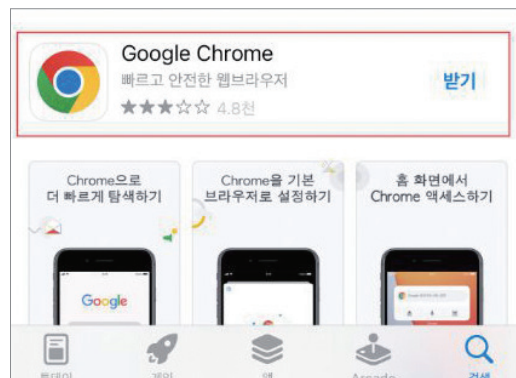 Google Chrome
빠르고 안전한 웹브라우저
받기
4.8천
Chrome으로
더 빠르게 탐색하기
Chrome을 기본
브라우저로 설정하기
홈 화면에서
Chrome 액세스하기
Google